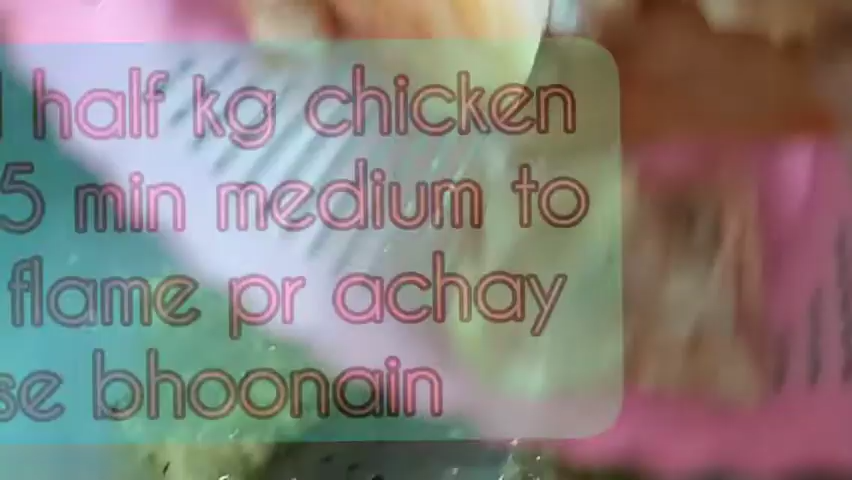 half kg chicken
5 min medium to
flame pr achay
se bhoonain